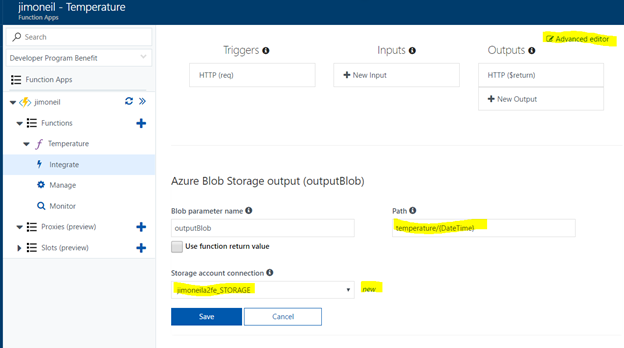 jimoneil - Temperature
Function Apps
Search
Developer Program Benefit
Function Apps
jimoneil
Functions
Temperature
Integrate
Manage
Monitor
Proxies (preview)
Slots (preview)
Advanced editor
Triggers
Inputs
Outputs
HTTP (req)
New Input
HTTP ($return)
New Output
Azure Blob Storage output (outputBlob)
Blob parameter name
Path
outputBlob
temperature/{DateTime}
Use function return value
Storage account connection
jimoneila2fe_STORAGE
new
Save
Cancel